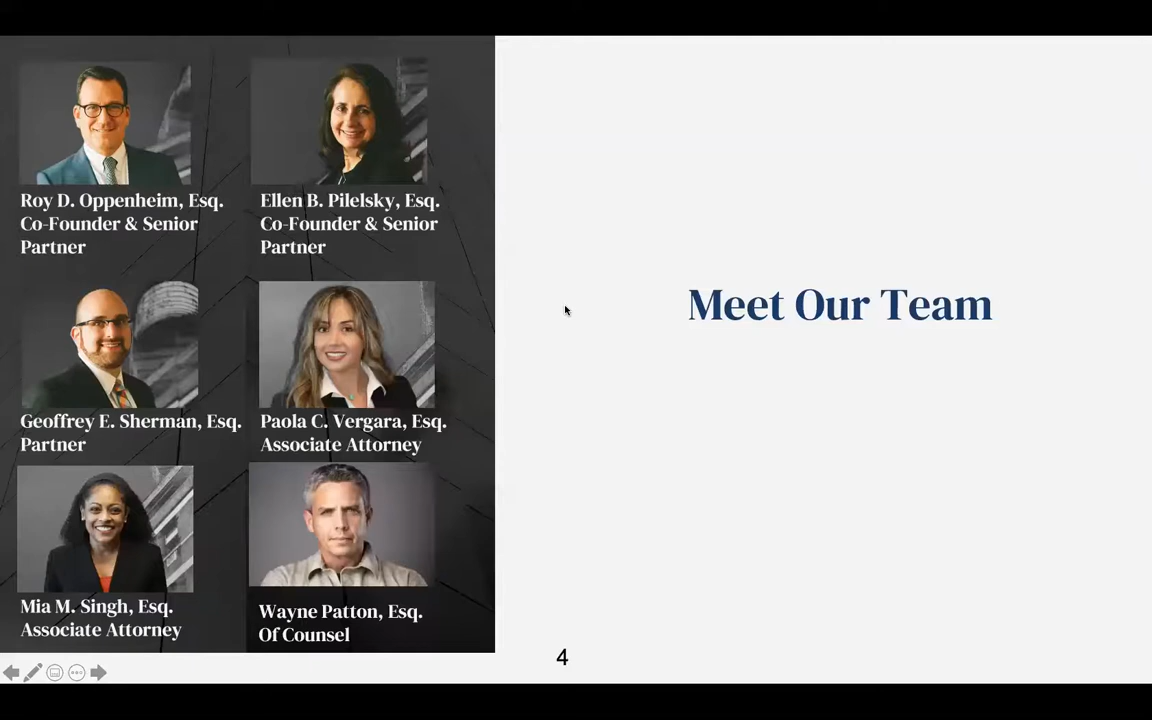 Roy D. Oppenheim, Esq.
Co-Founder & Senior
Partner
Ellen B. Pilelsky, Esq.
Co-Founder & Senior
Partner
Geoffrey E. Sherman, Esq.
Partner
Paola C. Vergara, Esq.
Associate Attorney
Mia M. Singh, Esq.
Associate Attorney
Wayne Patton, Esq.
Of Counsel
Meet Our Team
4